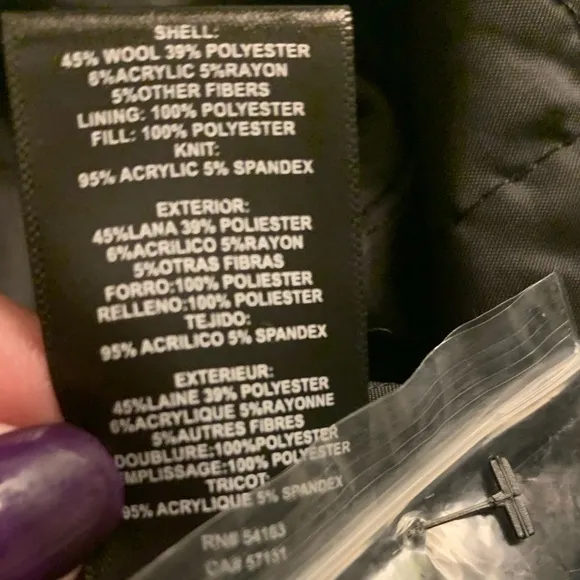 SHELL:
45% WOOL 39% POLYESTER
6%ACRYLIC 5%RAYON
5%OTHER FIBERS
LINING: 100% POLYESTER
FILL: 100% POLYESTER
KNIT:
95% ACRYLIC 5% SPANDEX
EXTERIOR:
45%LANA 39% POLIESTER
6%ACRILICO 5%RAYON
5%OTRAS FIBRAS
FORRO:100% POLIESTER
RELLENO:100% POLIESTER
TEJIDO:
95% ACRILICO 5% SPANDEX
EXTERIEUR:
45%LAINE 39% POLYESTER
6%ACRYLIQUE 5%RAYONNE
5%AUTRES FIBRES
DOUBLURE:100%POLYESTER
MPLISSAGE:100% POLYESTER
TRICOT:
95% ACRYLIQUE 5% SPANDEX
RN# 54163
CA# 57151